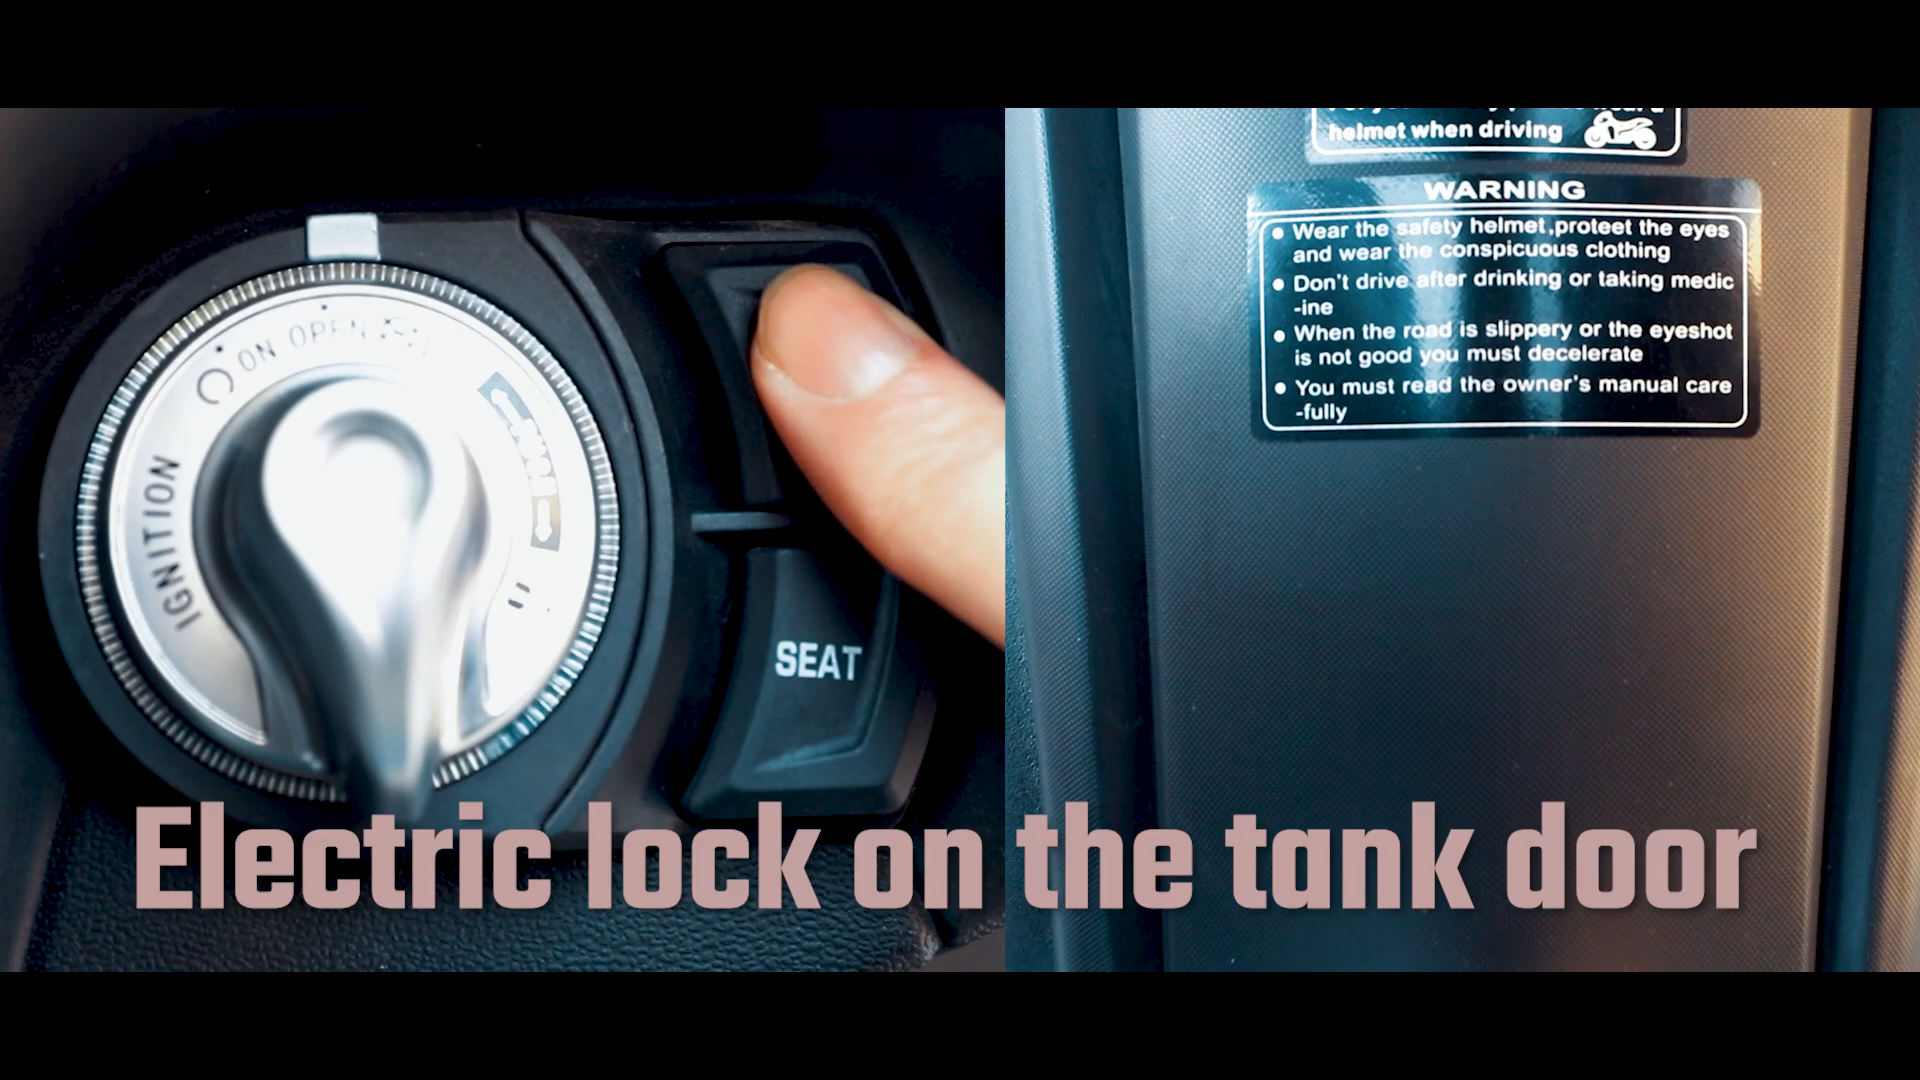 ON OPEN
IGNITION
SEAT
helmet when driving
WARNING
• Wear the safety helmet,proteet the eyes
and wear the conspicuous clothing
• Don't drive after drinking or taking medic
-ine
• When the road is slippery or the eyeshot
is not good you must decelerate
• You must read the owner's manual care
-fully
Electric lock on the tank door